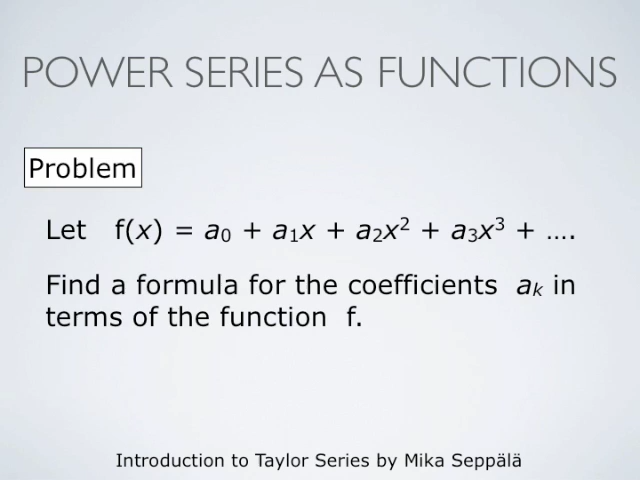 POWER SERIES AS FUNCTIONS
Problem
Let f(x) = a₀ + a₁x + a₂x² + a₃x³ + ….
Find a formula for the coefficients aₖ in
terms of the function f.
Introduction to Taylor Series by Mika Seppälä